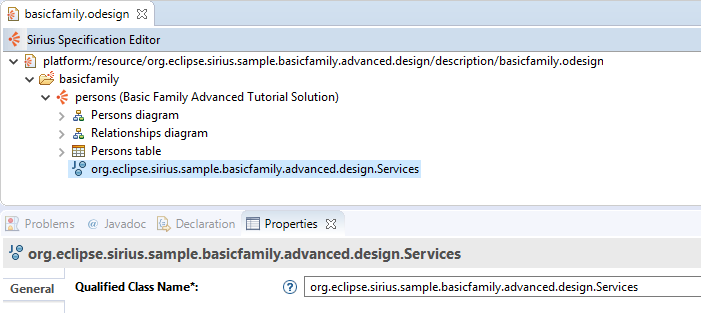 basicfamily.odesign
Sirius Specification Editor
platform:/resource/org.eclipse.sirius.sample.basicfamily.advanced.design/description/basicfamily.odesign
basicfamily
persons (Basic Family Advanced Tutorial Solution)
Persons diagram
Relationships diagram
Persons table
org.eclipse.sirius.sample.basicfamily.advanced.design.Services
Problems @ Javadoc Declaration Properties
org.eclipse.sirius.sample.basicfamily.advanced.design.Services
General Qualified Class Name*: ? org.eclipse.sirius.sample.basicfamily.advanced.design.Services